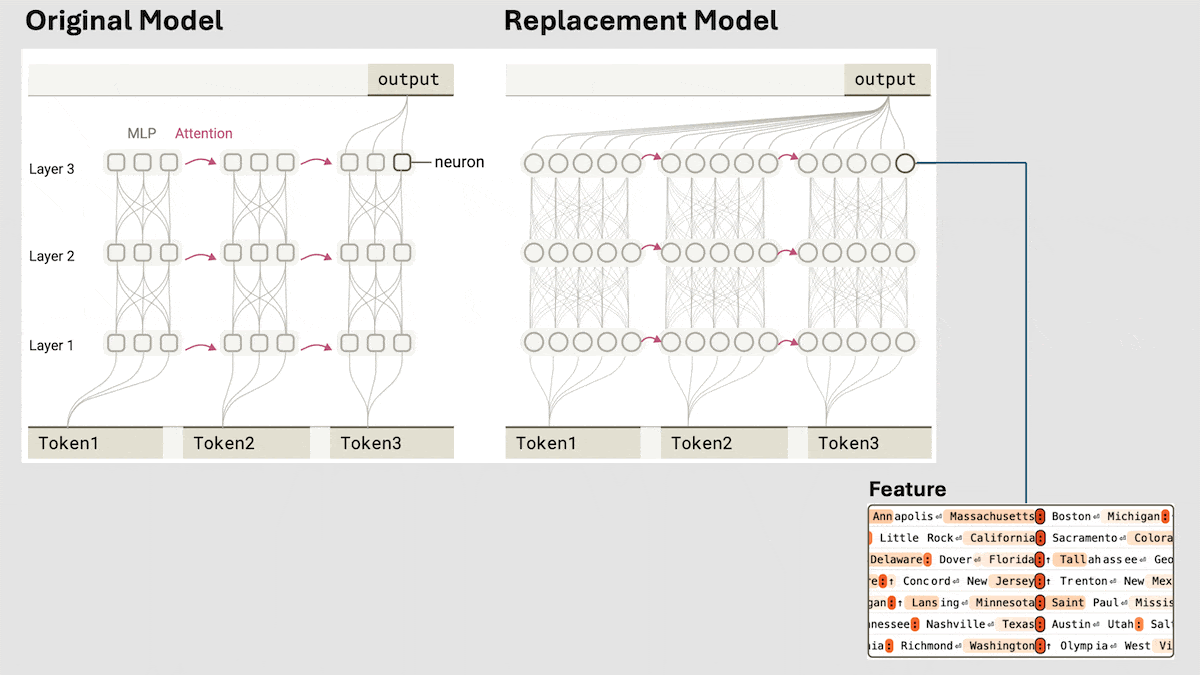 Original Model
Replacement Model
output
output
MLP Attention
Layer 3
neuron
Layer 2
Layer 1
Token1 Token2 Token3
Token1 Token2 Token3
Feature
Annapolis⏎ Massachusetts: Boston⏎ Michigan:
Little Rock⏎ California: Sacramento⏎ Colora
Delaware: Dover⏎ Florida:↑ Tallahassee⏎ Geo
re:↑ Concord⏎ New Jersey:↑ Trenton⏎ New Mex
gan:↑ Lansing⏎ Minnesota: Saint Paul⏎ Missis
nessee: Nashville⏎ Texas: Austin⏎ Utah: Sal
ia: Richmond⏎ Washington:↑ Olympia⏎ West Vi